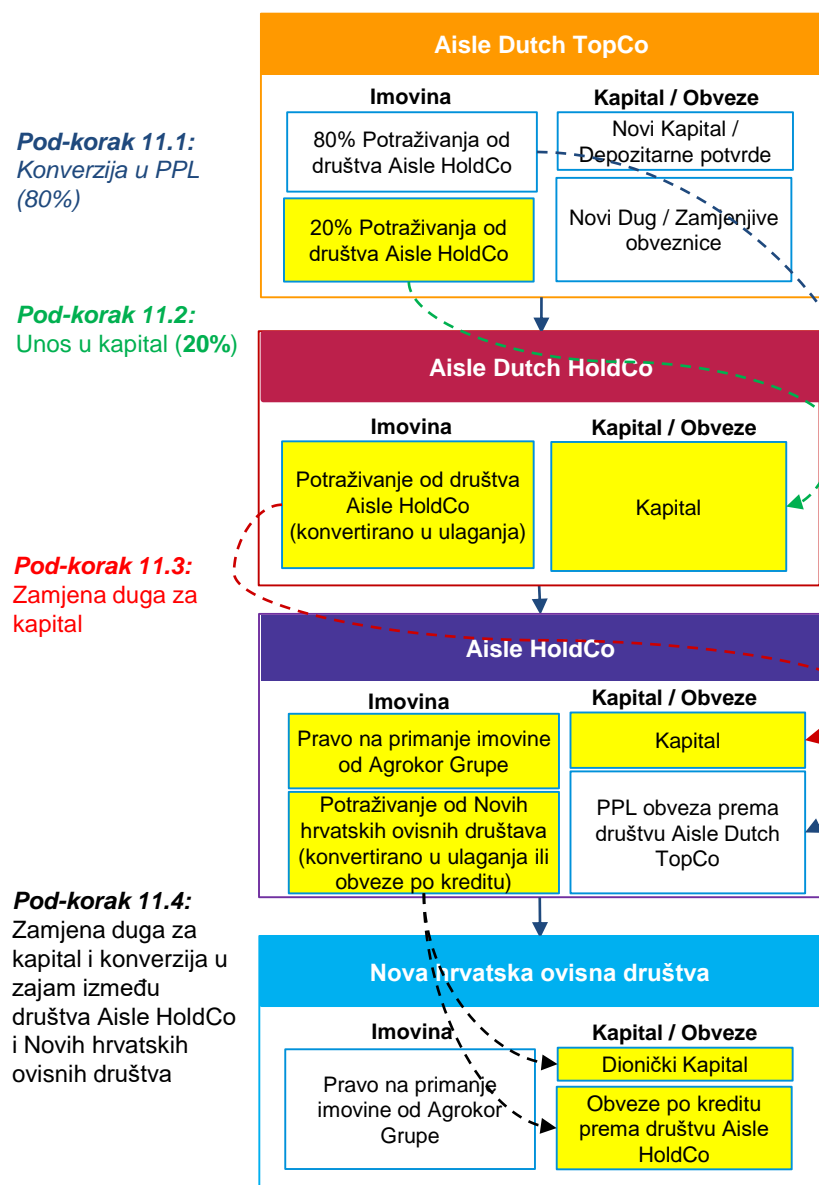 Aisle Dutch TopCo
Imovina
Kapital / Obveze
Pod-korak 11.1:
Konverzija u PPL
(80%)
80% Potraživanja od
društva Aisle HoldCo
Novi Kapital /
Depozitarne potvrde
20% Potraživanja od
društva Aisle HoldCo
Novi Dug / Zamjenjive
obveznice
Pod-korak 11.2:
Unos u kapital (20%)
Aisle Dutch HoldCo
Imovina
Kapital / Obveze
Potraživanje od društva
Aisle HoldCo
(konvertirano u ulaganja)
Kapital
Pod-korak 11.3:
Zamjena duga za
kapital
Aisle HoldCo
Imovina
Kapital / Obveze
Pravo na primanje imovine
od Agrokor Grupe
Kapital
Potraživanje od Novih
hrvatskih ovisnih društava
(konvertirano u ulaganja ili
obveze po kreditu)
PPL obveza prema
društvu Aisle Dutch
TopCo
Pod-korak 11.4:
Zamjena duga za
kapital i konverzija u
zajam između
društva Aisle HoldCo
i Novih hrvatskih
ovisnih društva
Nova hrvatska ovisna društva
Imovina
Kapital / Obveze
Pravo na primanje
imovine od Agrokor
Grupe
Dionički Kapital
Obveze po kreditu
prema društvu Aisle
HoldCo